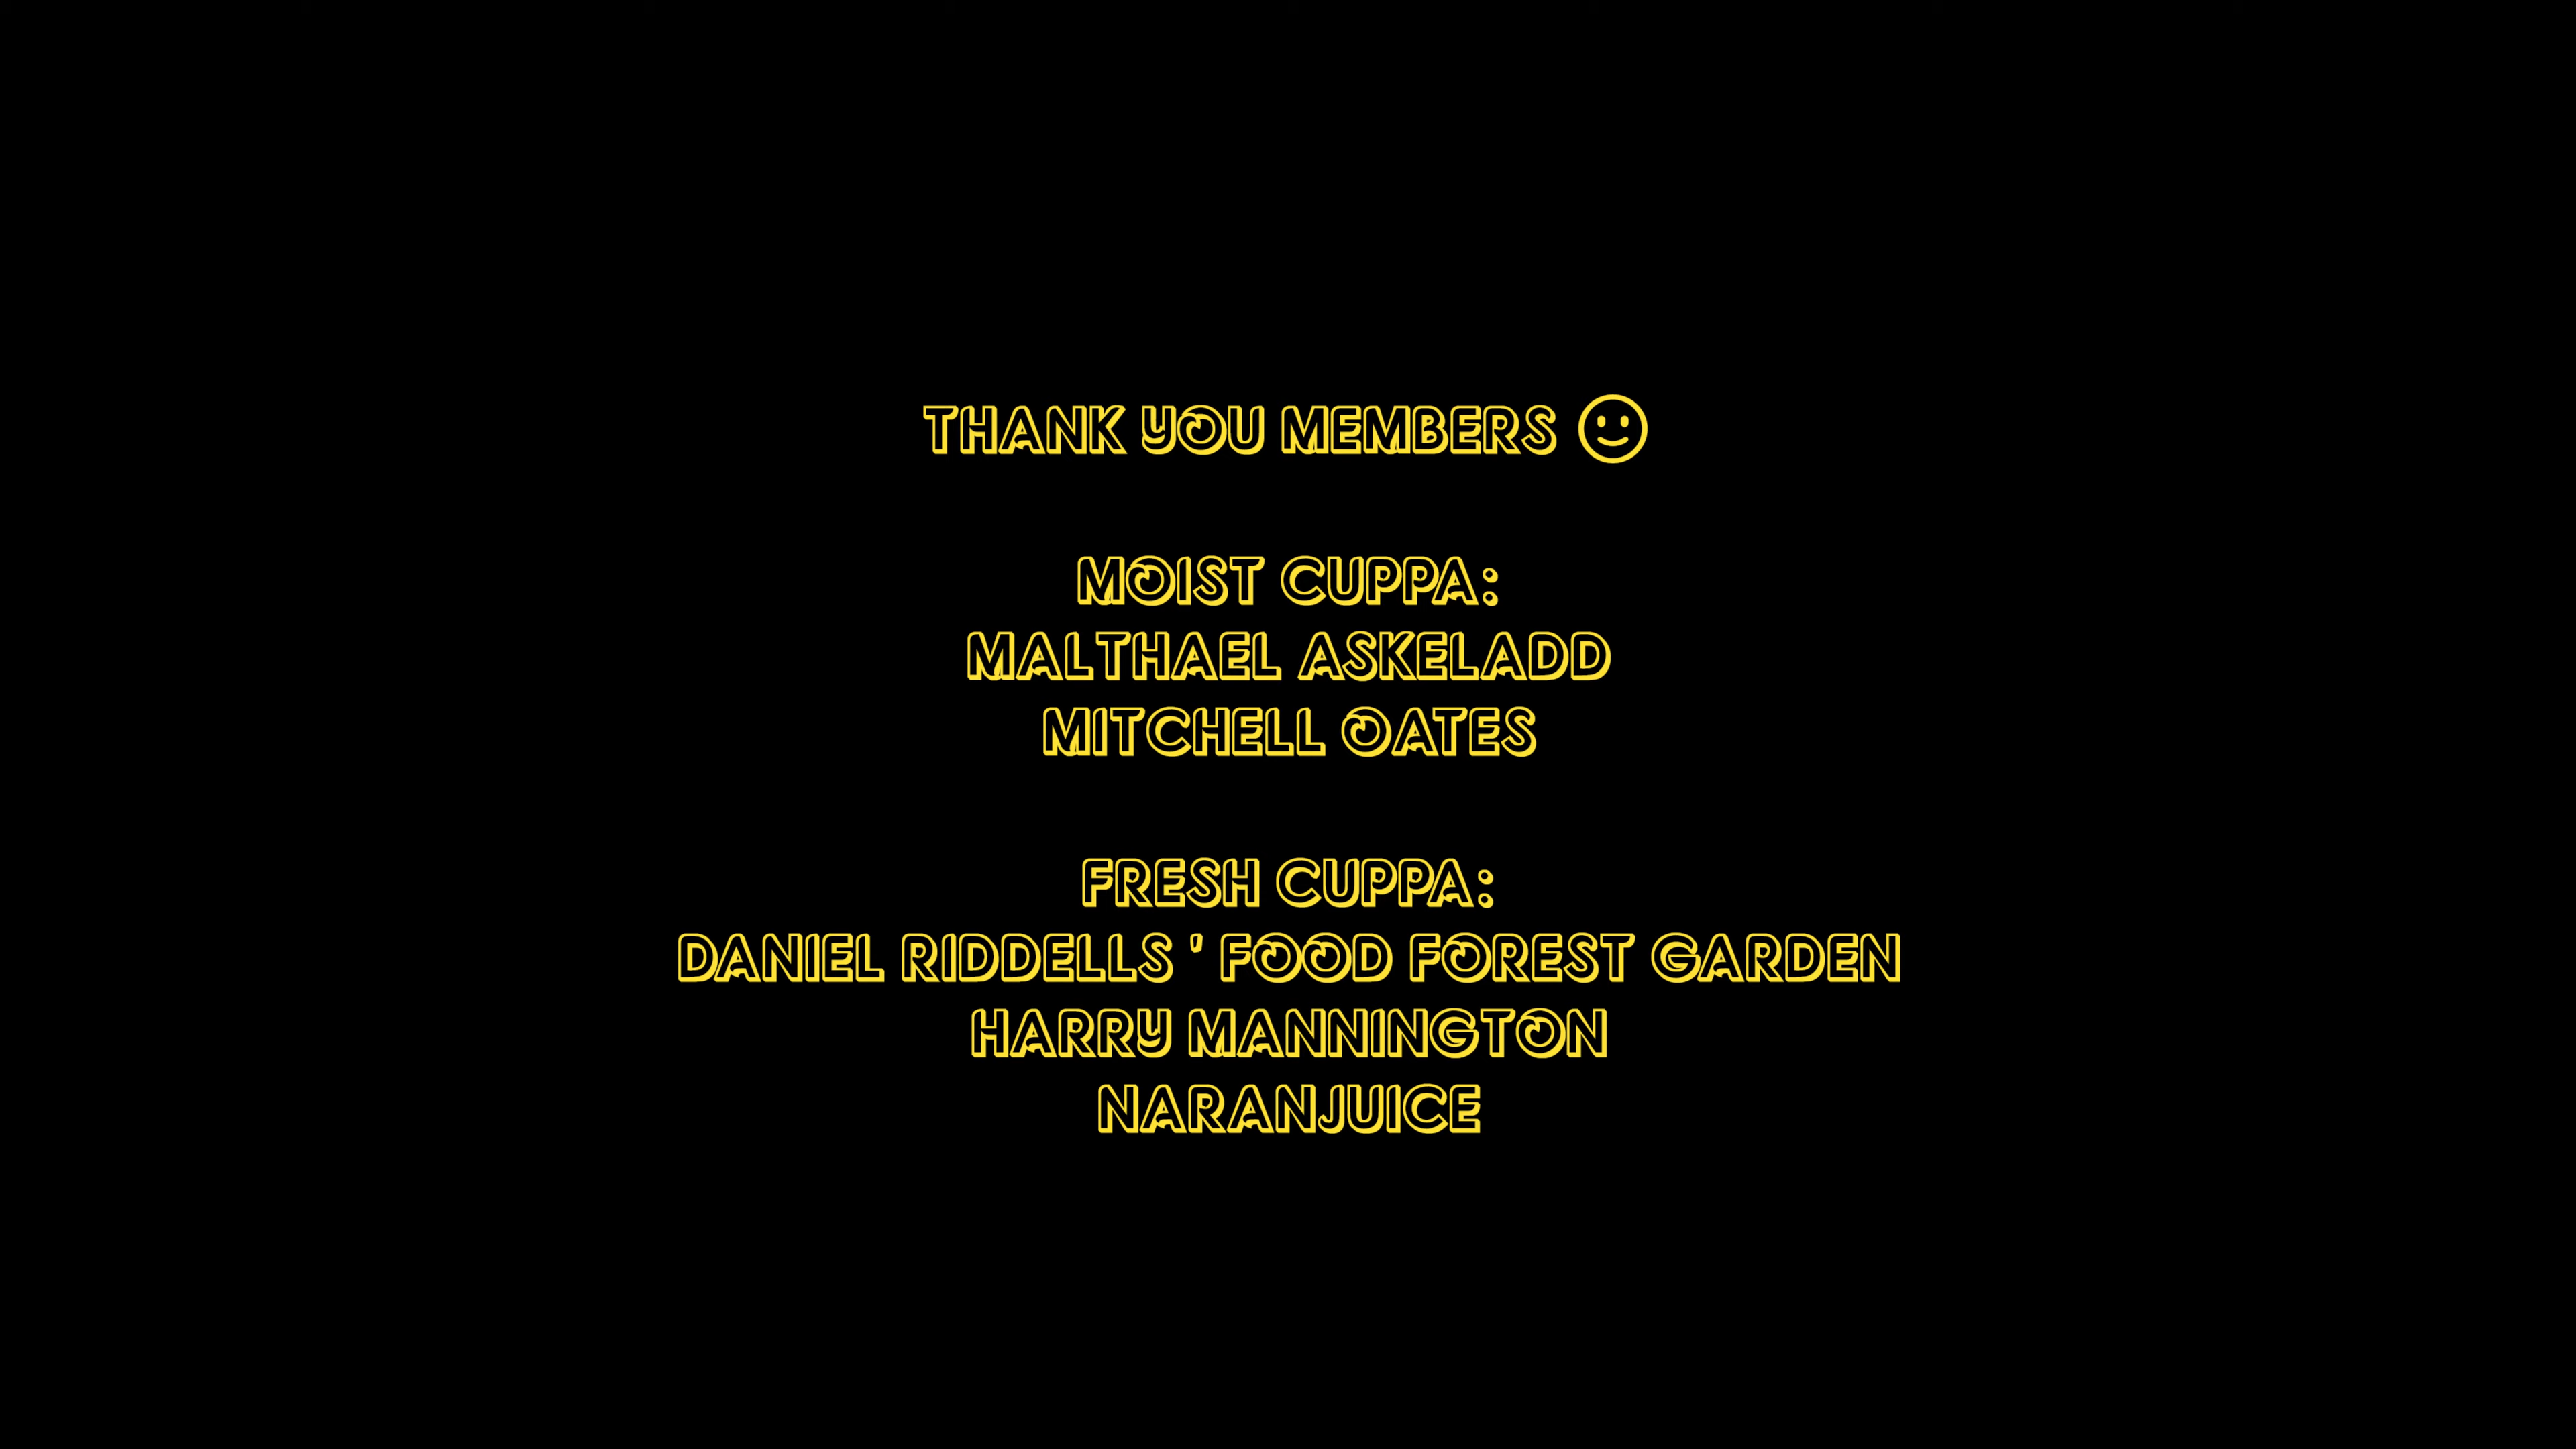 THANK YOU MEMBERS ☺
MOIST CUPPA:
MALTHAEL ASKELADD
MITCHELL OATES
FRESH CUPPA:
DANIEL RIDDELLS ' FOOD FOREST GARDEN
HARRY MANNINGTON
NARANJUICE